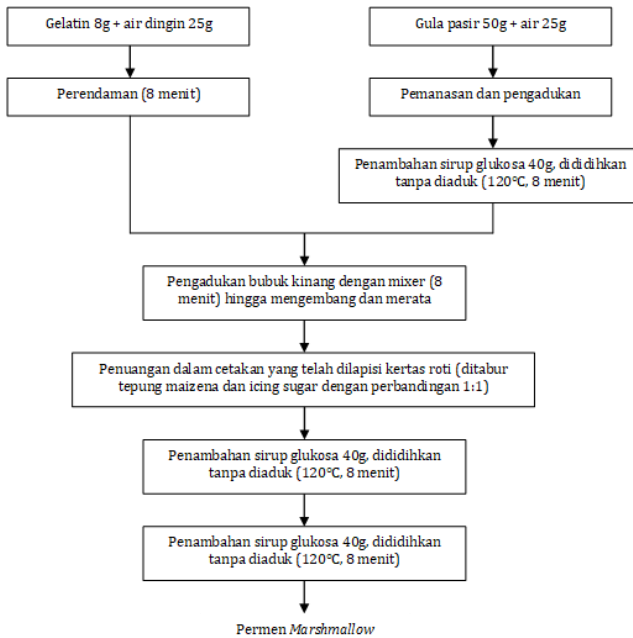 Gelatin 8g + air dingin 25g
Gula pasir 50g + air 25g
Perendaman (8 menit)
Pemanasan dan pengadukan
Penambahan sirup glukosa 40g, dididihkan
tanpa diaduk (120°C, 8 menit)
Pengadukan bubuk kinang dengan mixer (8
menit) hingga mengembang dan merata
Penuangan dalam cetakan yang telah dilapisi kertas roti (ditabur
tepung maizena dan icing sugar dengan perbandingan 1:1)
Penambahan sirup glukosa 40g, dididihkan
tanpa diaduk (120°C, 8 menit)
Penambahan sirup glukosa 40g, dididihkan
tanpa diaduk (120°C, 8 menit)
Permen Marshmallow